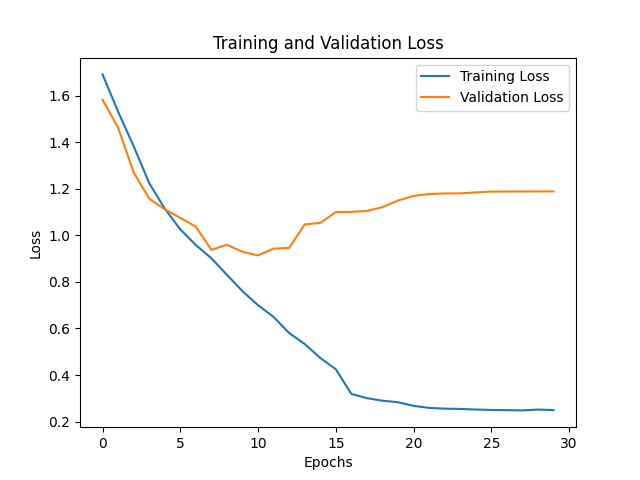 Training and Validation Loss
Training Loss
Validation Loss
1.6
1.4
1.2
1.0
0.8
0.6
0.4
0.2
Loss
0 5 10 15 20 25 30
Epochs